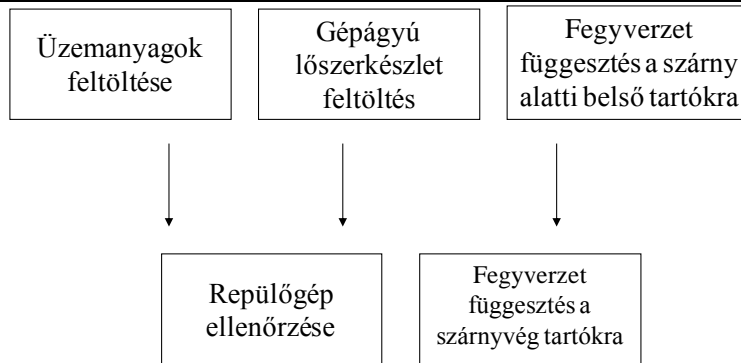 Üzemanyagok
feltöltése
Gépágyú
lőszerkészlet
feltöltés
Fegyverzet
függesztés a szárny
alatti belső tartókra
Repülőgép
ellenőrzése
Fegyverzet
függesztés a
szárnyvég tartókra